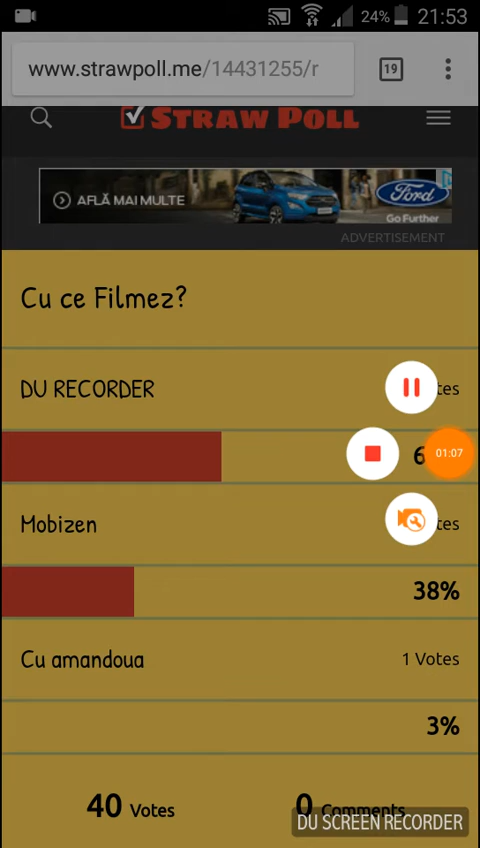 24% 21:53
www.strawpoll.me/14431255/r
19
STRAW POLL
AFLĂ MAI MULTE
Ford
Go Further
ADVERTISEMENT
Cu ce Filmez?
DU RECORDER
6
01:07
Mobizen
38%
Cu amandoua
1 Votes
3%
40 Votes
0 Comments
DU SCREEN RECORDER